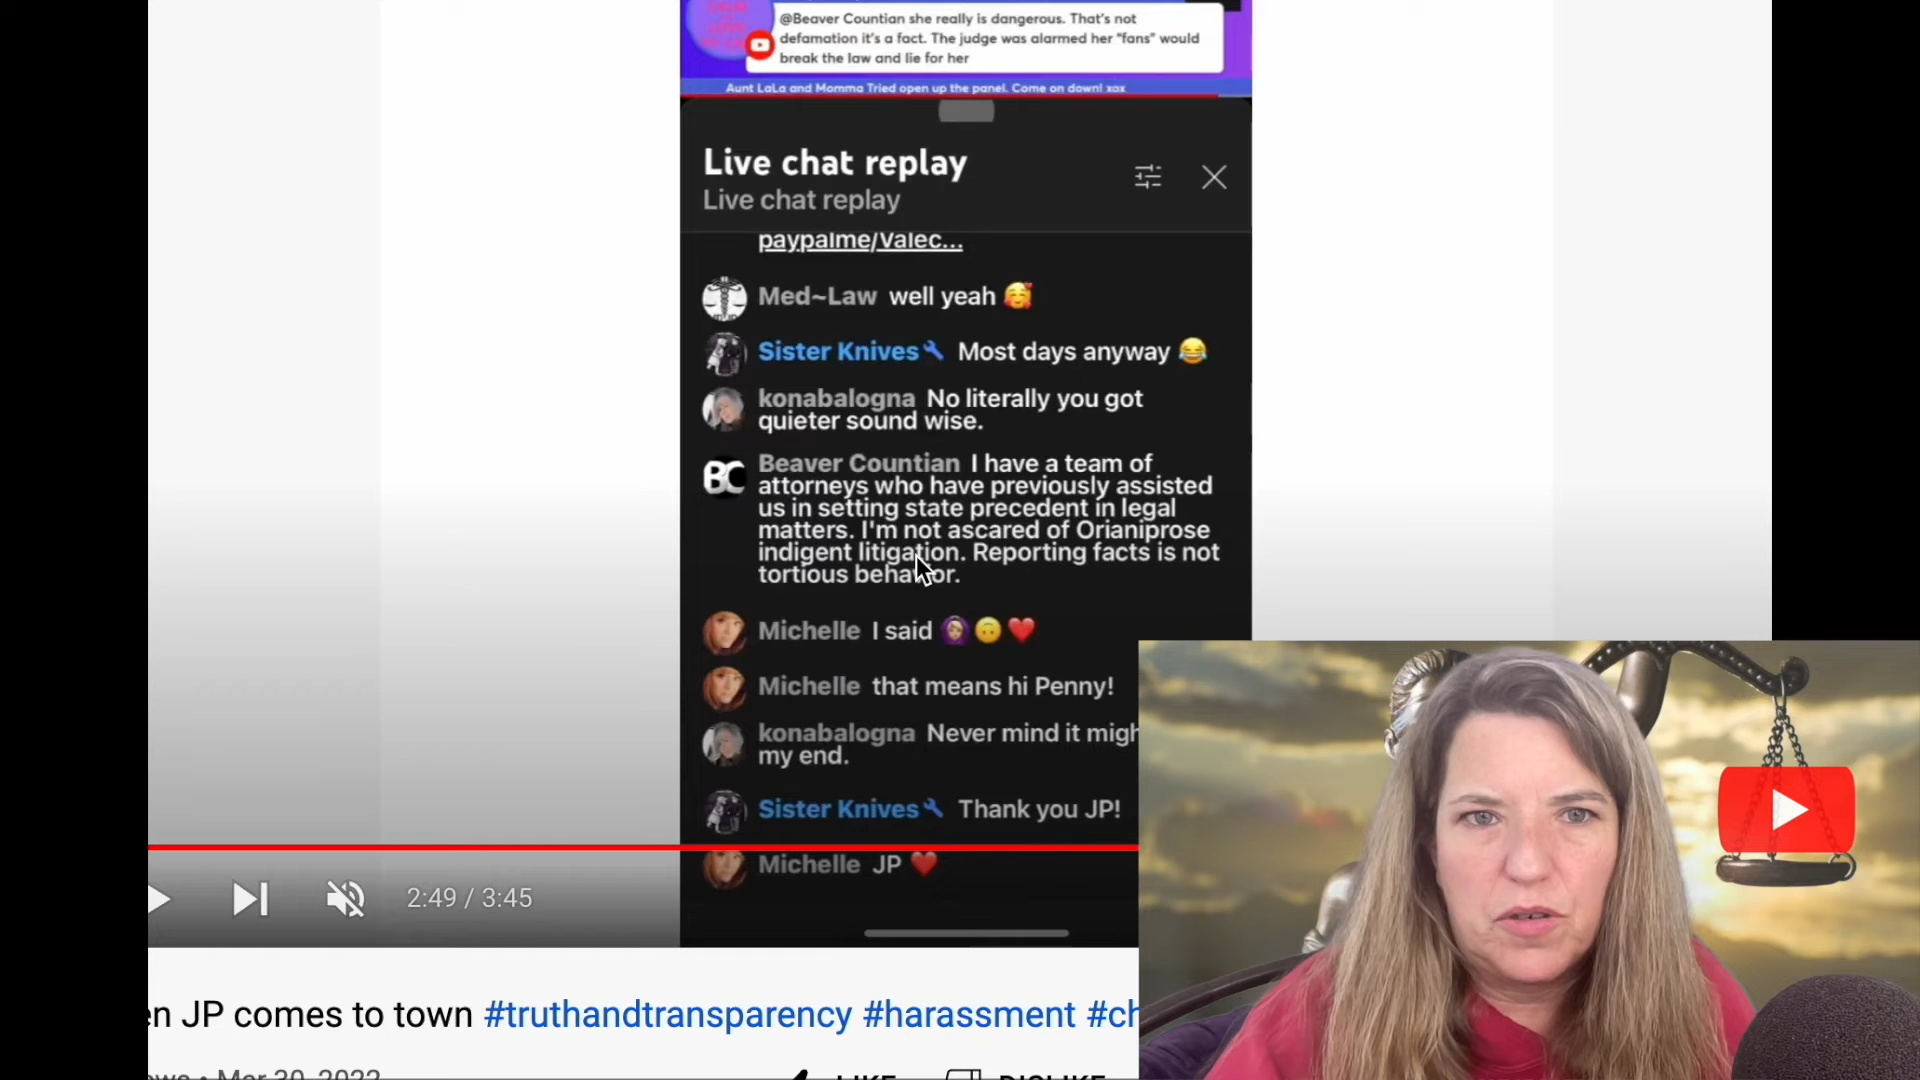 @Beaver Countian she really is dangerous. That's not
defamation it's a fact. The judge was alarmed her "fans" would
break the law and lie for her
Aunt LaLa and Momma Tried open up the panel. Come on down! xox
Live chat replay
Live chat replay
paypalme/Valec...
Med~Law well yeah 🥰
Sister Knives🔧 Most days anyway 😂
konabalogna No literally you got
quieter sound wise.
BC
Beaver Countian I have a team of
attorneys who have previously assisted
us in setting state precedent in legal
matters. I'm not ascared of Orianiprose
indigent litigation. Reporting facts is not
tortious behavior.
Michelle I said 🧕🙃❤️
Michelle that means hi Penny!
konabalogna Never mind it migh
my end.
Sister Knives🔧 Thank you JP!
Michelle JP ❤️
2:49 / 3:45
en JP comes to town #truthandtransparency #harassment #ch
ews • Mar 30, 2022
LIKE DISLIKE